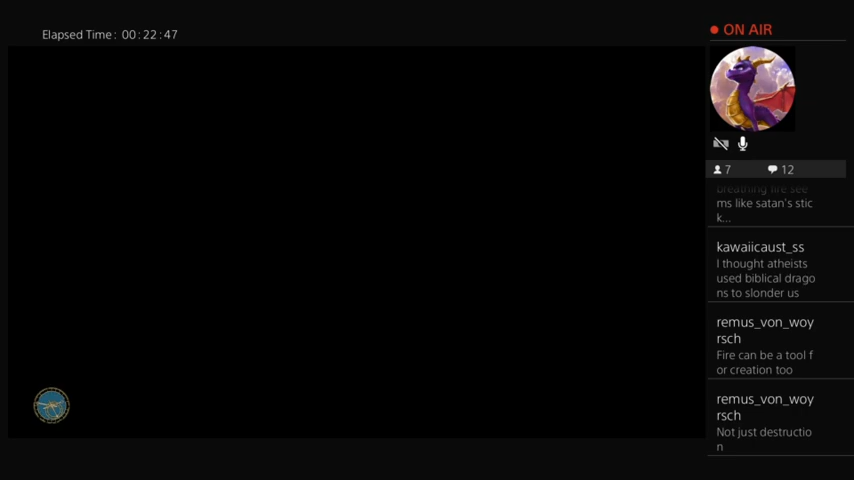 Elapsed Time: 00:22:47
ON AIR
7
12
breathing fire see
ms like satan's stic
k...
kawaiicaust_ss
I thought atheists
used biblical drago
ns to slonder us
remus_von_woy
rsch
Fire can be a tool f
or creation too
remus_von_woy
rsch
Not just destructio
n